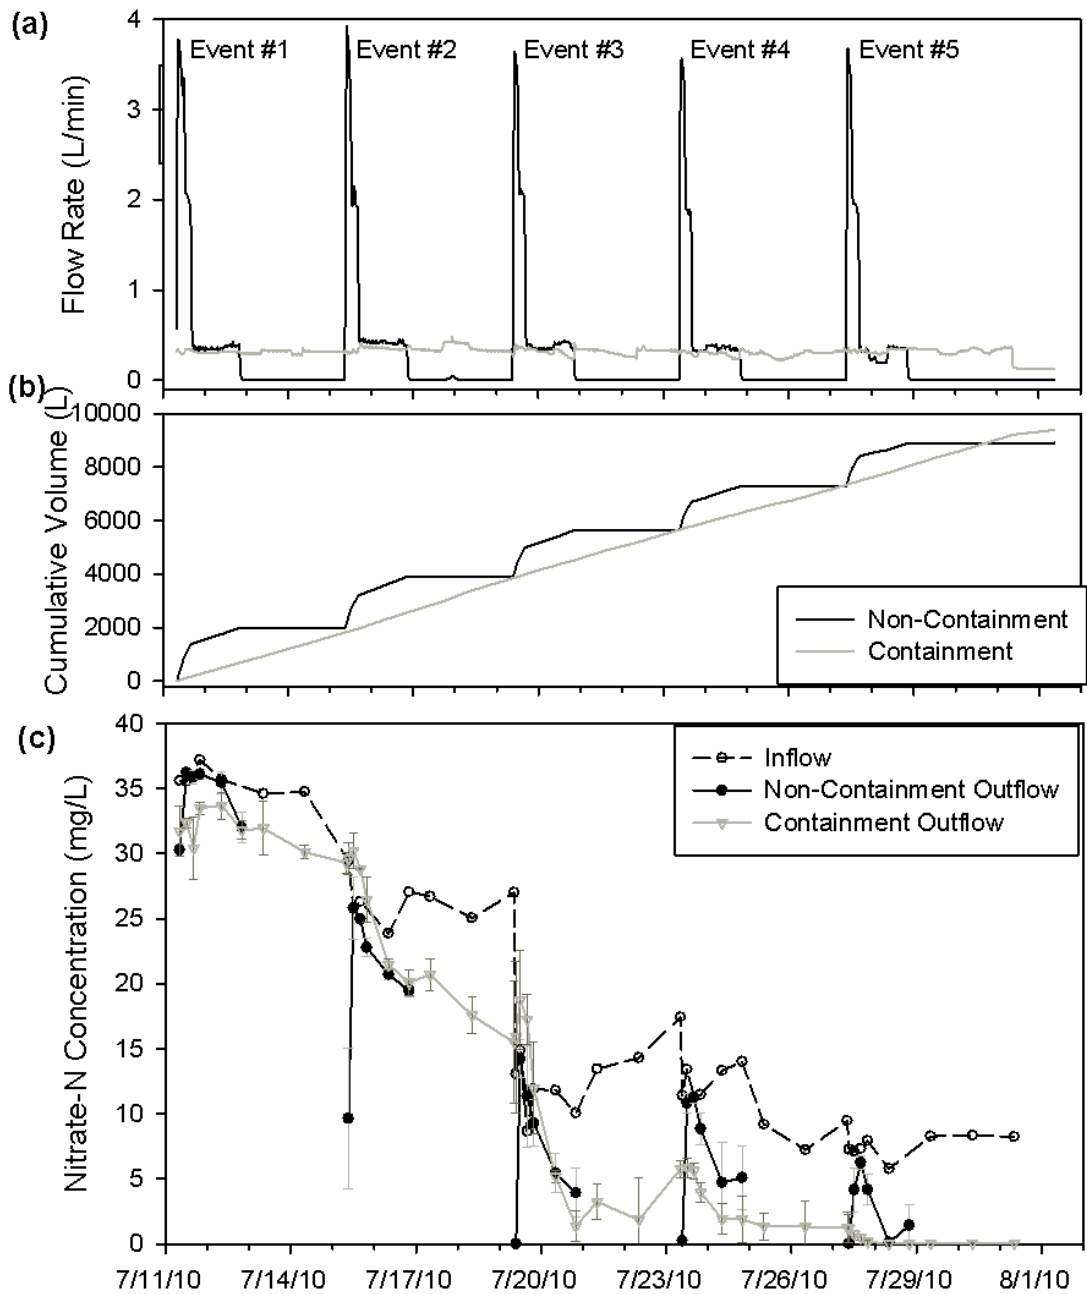 (a)
Flow Rate (L/min)
4
3
2
1
0
Event #1
Event #2
Event #3
Event #4
Event #5
(b)
Cumulative Volume (L)
10000
8000
6000
4000
2000
0
Non-Containment
Containment
(c)
Nitrate-N Concentration (mg/L)
40
35
30
25
20
15
10
5
0
Inflow
Non-Containment Outflow
Containment Outflow
7/11/10 7/14/10 7/17/10 7/20/10 7/23/10 7/26/10 7/29/10 8/1/10